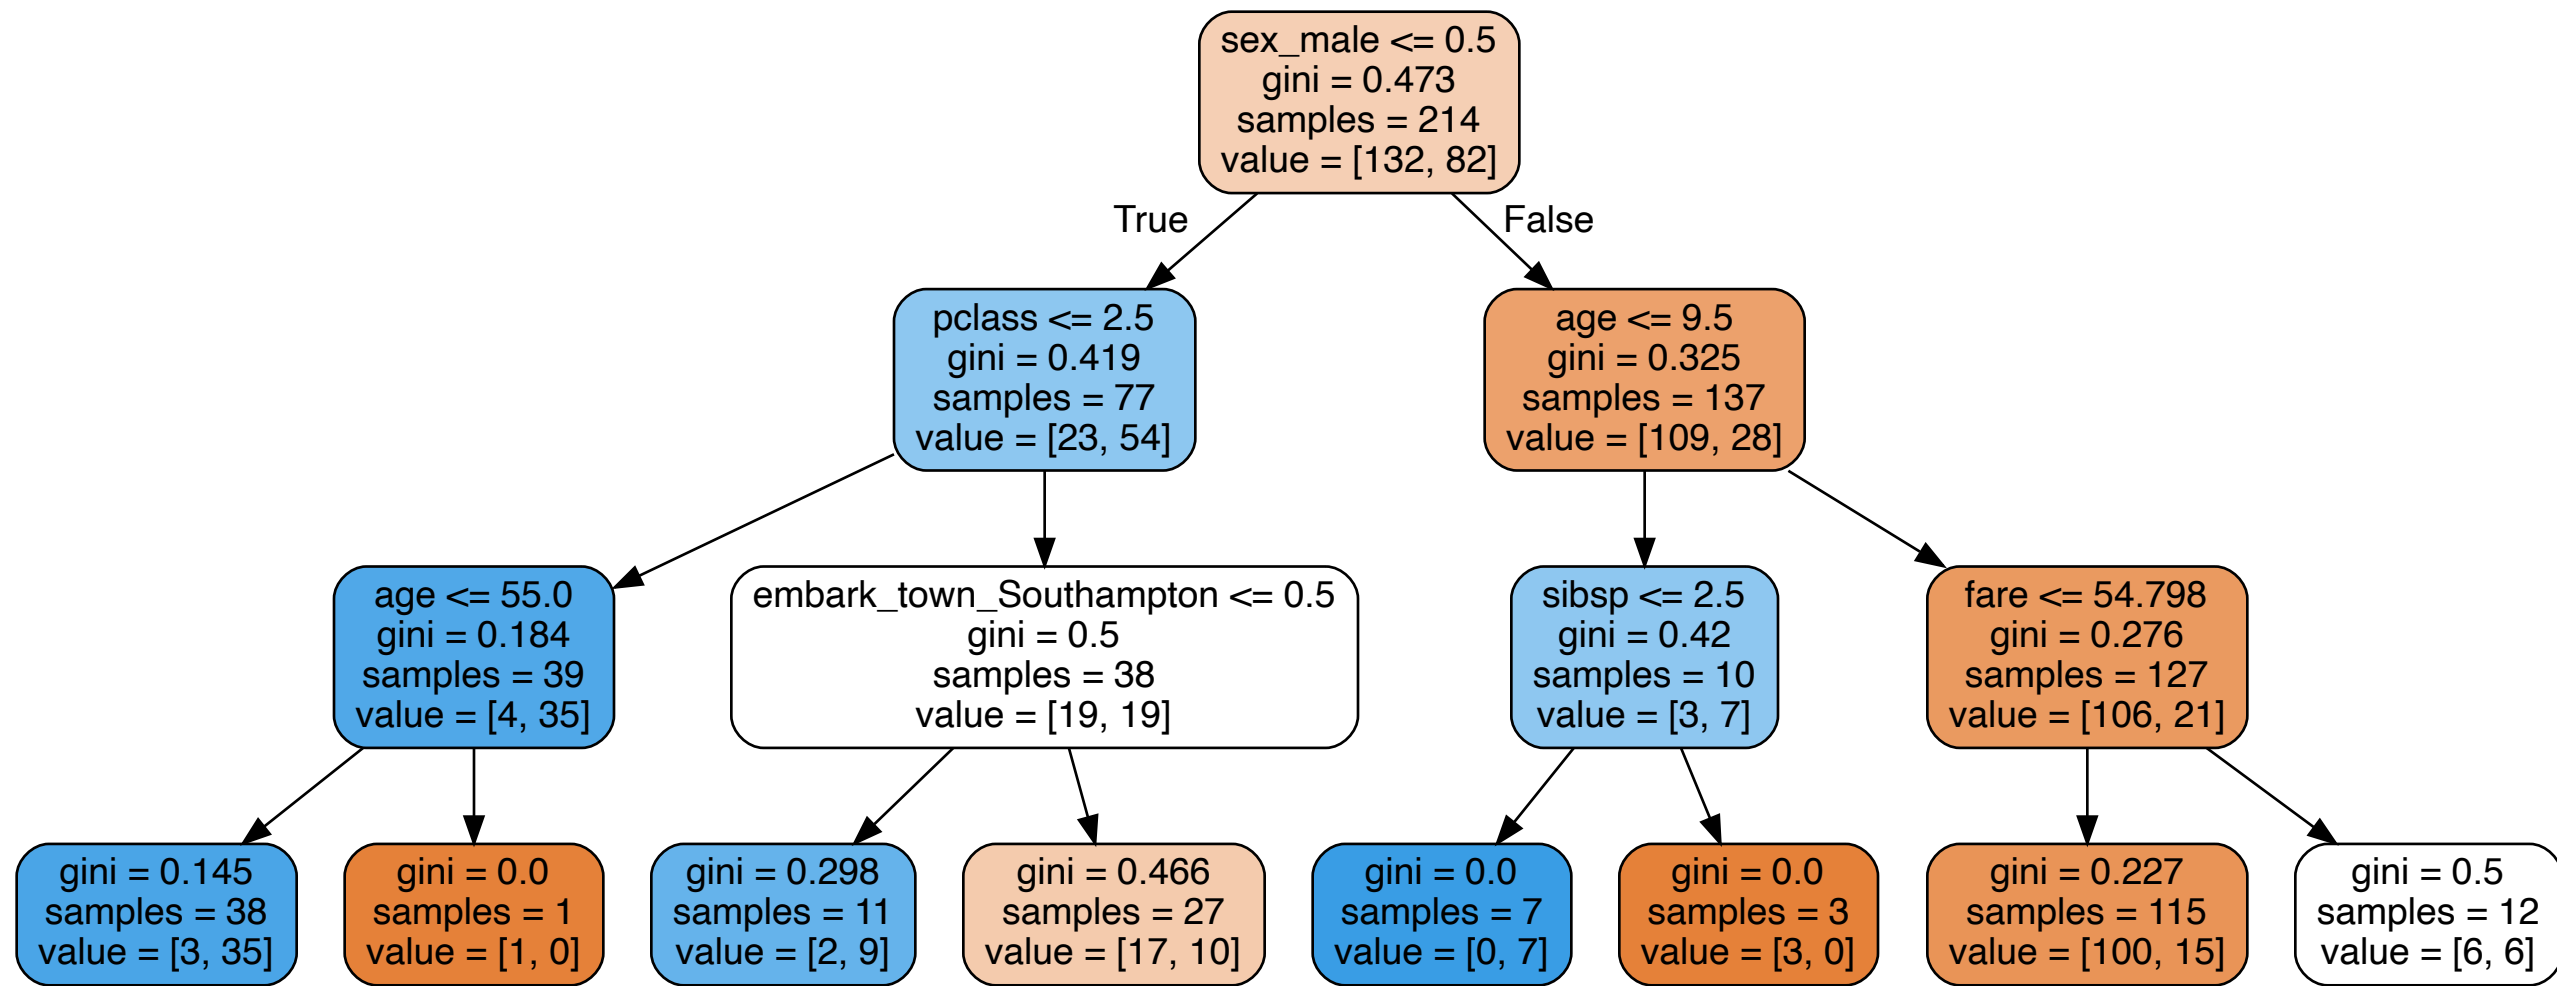 sex_male <= 0.5
gini = 0.473
samples = 214
value = [132, 82]
True
False
pclass <= 2.5
gini = 0.419
samples = 77
value = [23, 54]
age <= 9.5
gini = 0.325
samples = 137
value = [109, 28]
age <= 55.0
gini = 0.184
samples = 39
value = [4, 35]
embark_town_Southampton <= 0.5
gini = 0.5
samples = 38
value = [19, 19]
sibsp <= 2.5
gini = 0.42
samples = 10
value = [3, 7]
fare <= 54.798
gini = 0.276
samples = 127
value = [106, 21]
gini = 0.145
samples = 38
value = [3, 35]
gini = 0.0
samples = 1
value = [1, 0]
gini = 0.298
samples = 11
value = [2, 9]
gini = 0.466
samples = 27
value = [17, 10]
gini = 0.0
samples = 7
value = [0, 7]
gini = 0.0
samples = 3
value = [3, 0]
gini = 0.227
samples = 115
value = [100, 15]
gini = 0.5
samples = 12
value = [6, 6]